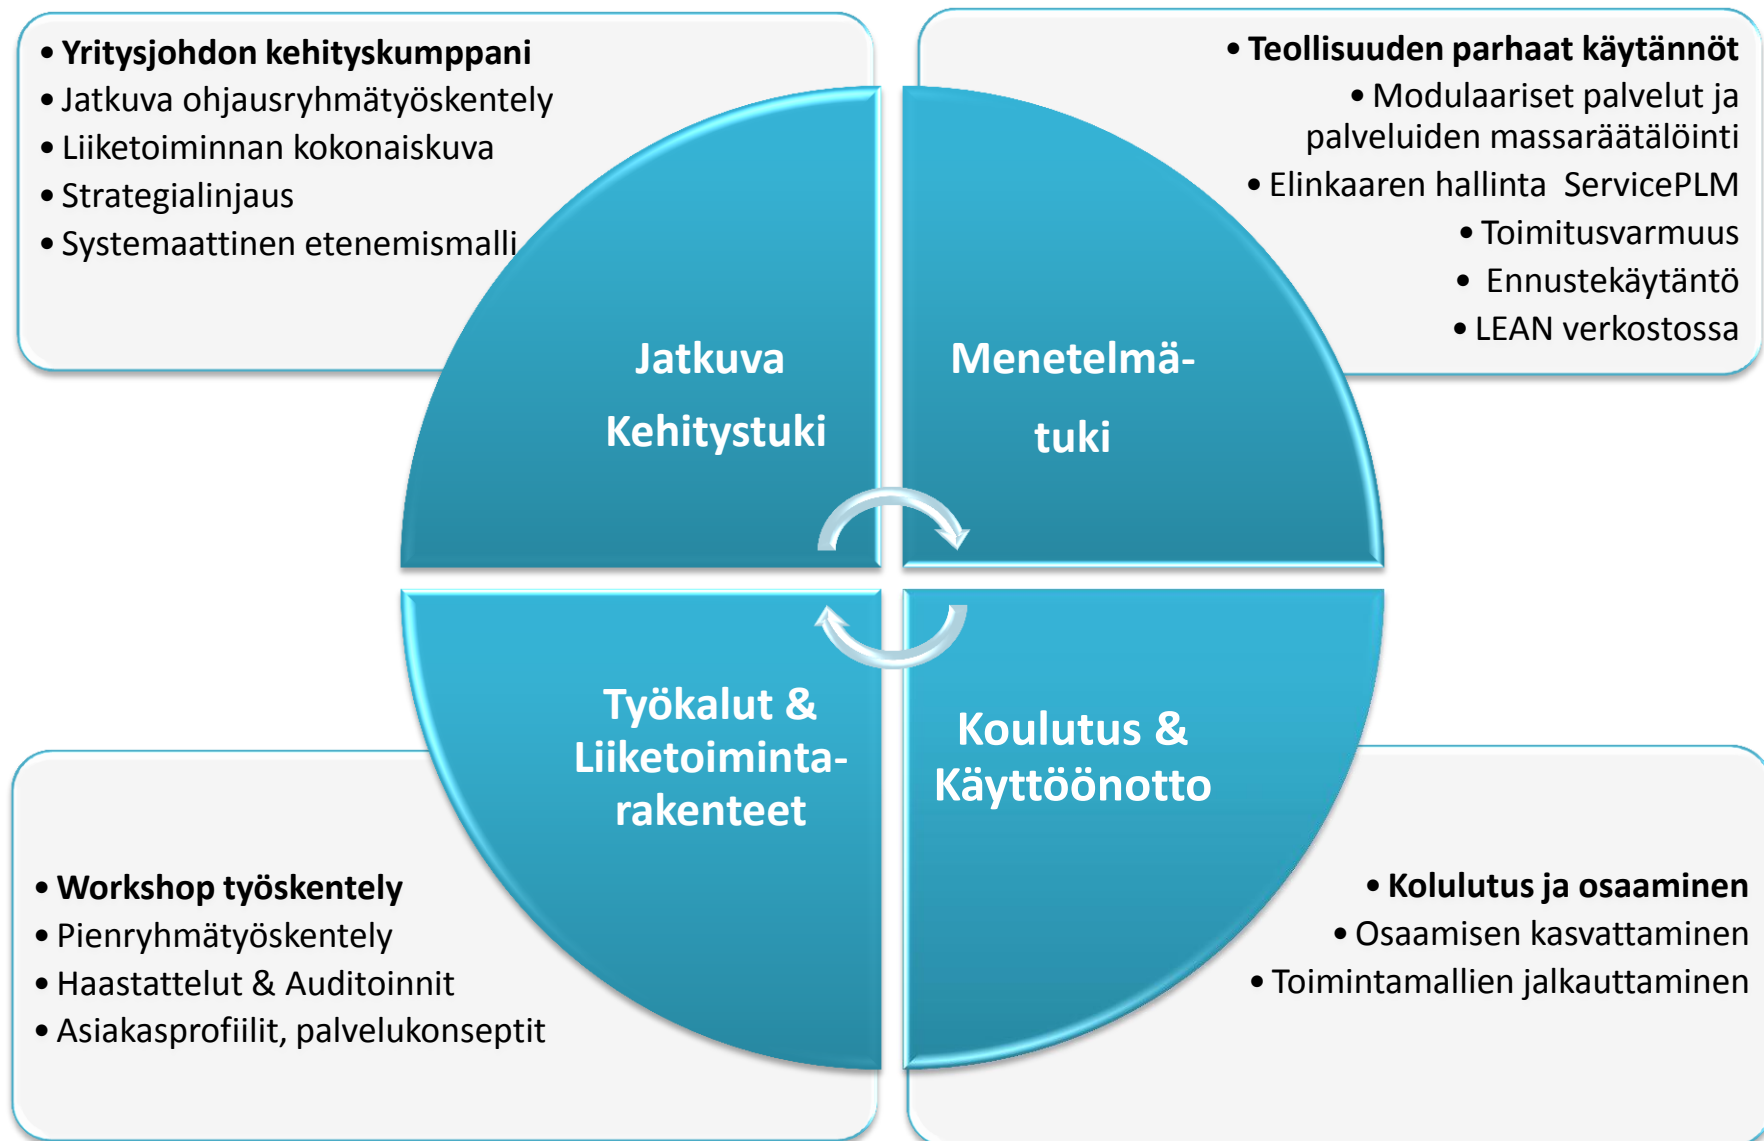 • Yritysjohdon kehityskumppani
• Jatkuva ohjausryhmätyöskentely
• Liiketoiminnan kokonaiskuva
• Strategialinjaus
• Systemaattinen etenemismalli
• Teollisuuden parhaat käytännöt
• Modulaariset palvelut ja
palveluiden massaräätälöinti
• Elinkaaren hallinta ServicePLM
• Toimitusvarmuus
• Ennustekäytäntö
• LEAN verkostossa
Jatkuva
Kehitystuki
Menetelmä-
tuki
Työkalut &
Liiketoiminta-
rakenteet
Koulutus &
Käyttöönotto
• Workshop työskentely
• Pienryhmätyöskentely
• Haastattelut & Auditoinnit
• Asiakasprofiilit, palvelukonseptit
• Kolulutus ja osaaminen
• Osaamisen kasvattaminen
• Toimintamallien jalkauttaminen